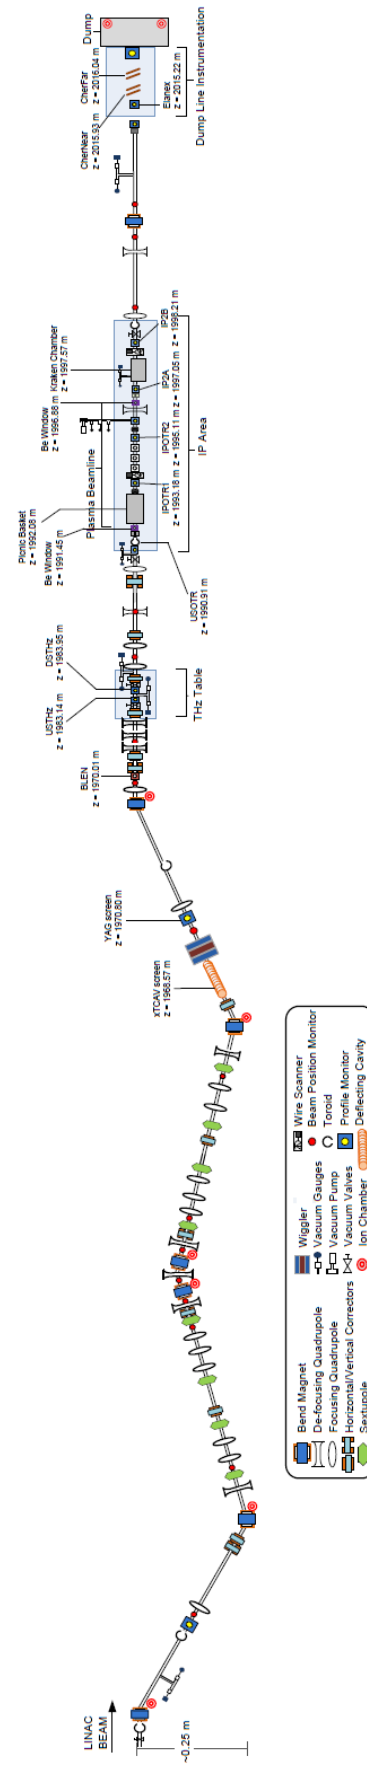 LINAC
BEAM
~0.25 m
xTCAV screen
z = 1968.57 m
YAG screen
z = 1970.80 m
BLEN
z = 1970.01 m
USTHz
z = 1983.14 m
DSTHz
z = 1983.95 m
THz Table
USOTR
z = 1990.91 m
Be Window
z = 1991.45 m
Picnic Basket
z = 1992.08 m
Plasma Beamline
IPOTR1
z = 1993.18 m
IPOTR2
z = 1995.11 m
Be Window
z = 1996.88 m
IP2A
z = 1997.05 m
Kraken Chamber
z = 1997.57 m
IP2B
z = 1998.21 m
IP Area
CherNear
z = 2015.93 m
CherFar
z = 2016.04 m
Elanex
z = 2015.22 m
Dump Line Instrumentation
Dump
Bend Magnet
De-focusing Quadrupole
Focusing Quadrupole
Horizontal/Vertical Correctors
Sextupole
Wiggler
Vacuum Gauges
Vacuum Pump
Vacuum Valves
Ion Chamber
Wire Scanner
Beam Position Monitor
Toroid
Profile Monitor
Deflecting Cavity